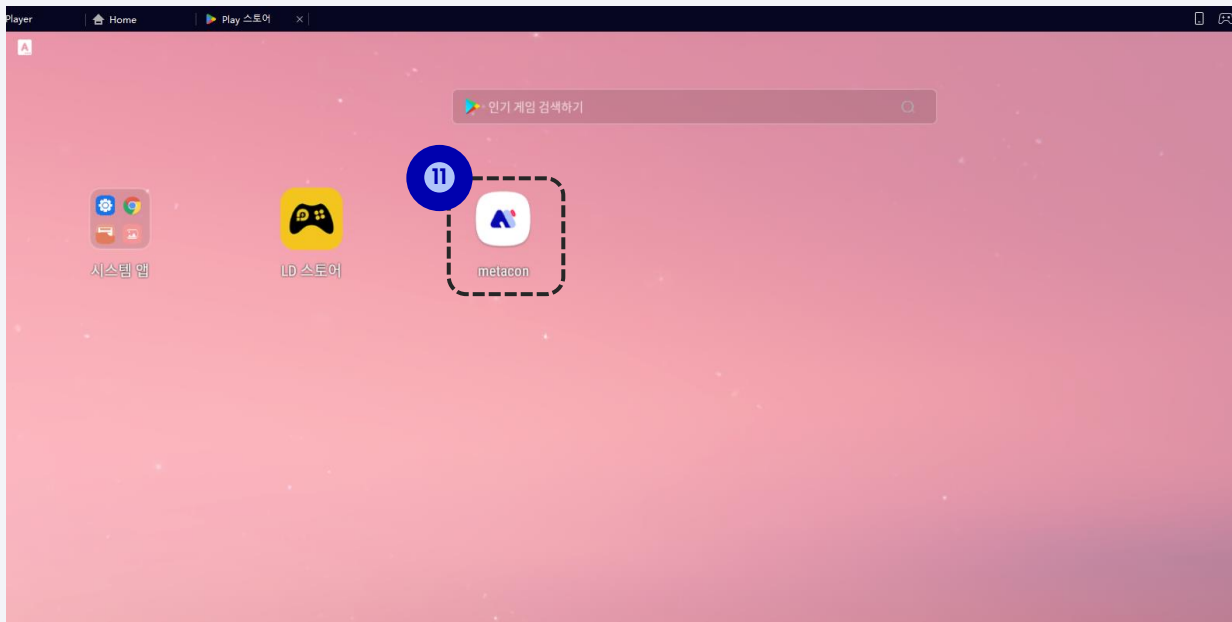 Player
Home
Play 스토어
A
인기 게임 검색하기
11
시스템 앱
LD 스토어
metacon